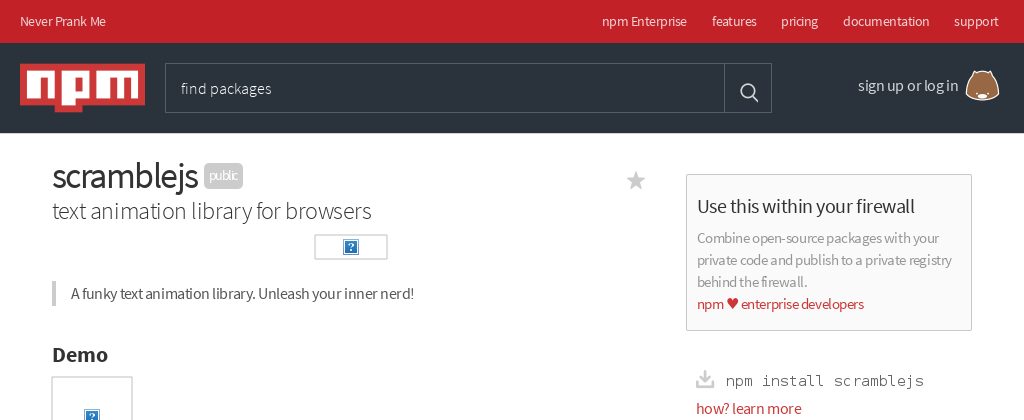 Never Prank Me
npm Enterprise features pricing documentation support
npm
find packages
sign up or log in
scramblejs public
text animation library for browsers
A funky text animation library. Unleash your inner nerd!
Demo
Use this within your firewall
Combine open-source packages with your
private code and publish to a private registry
behind the firewall.
npm ♥ enterprise developers
npm install scramblejs
how? learn more